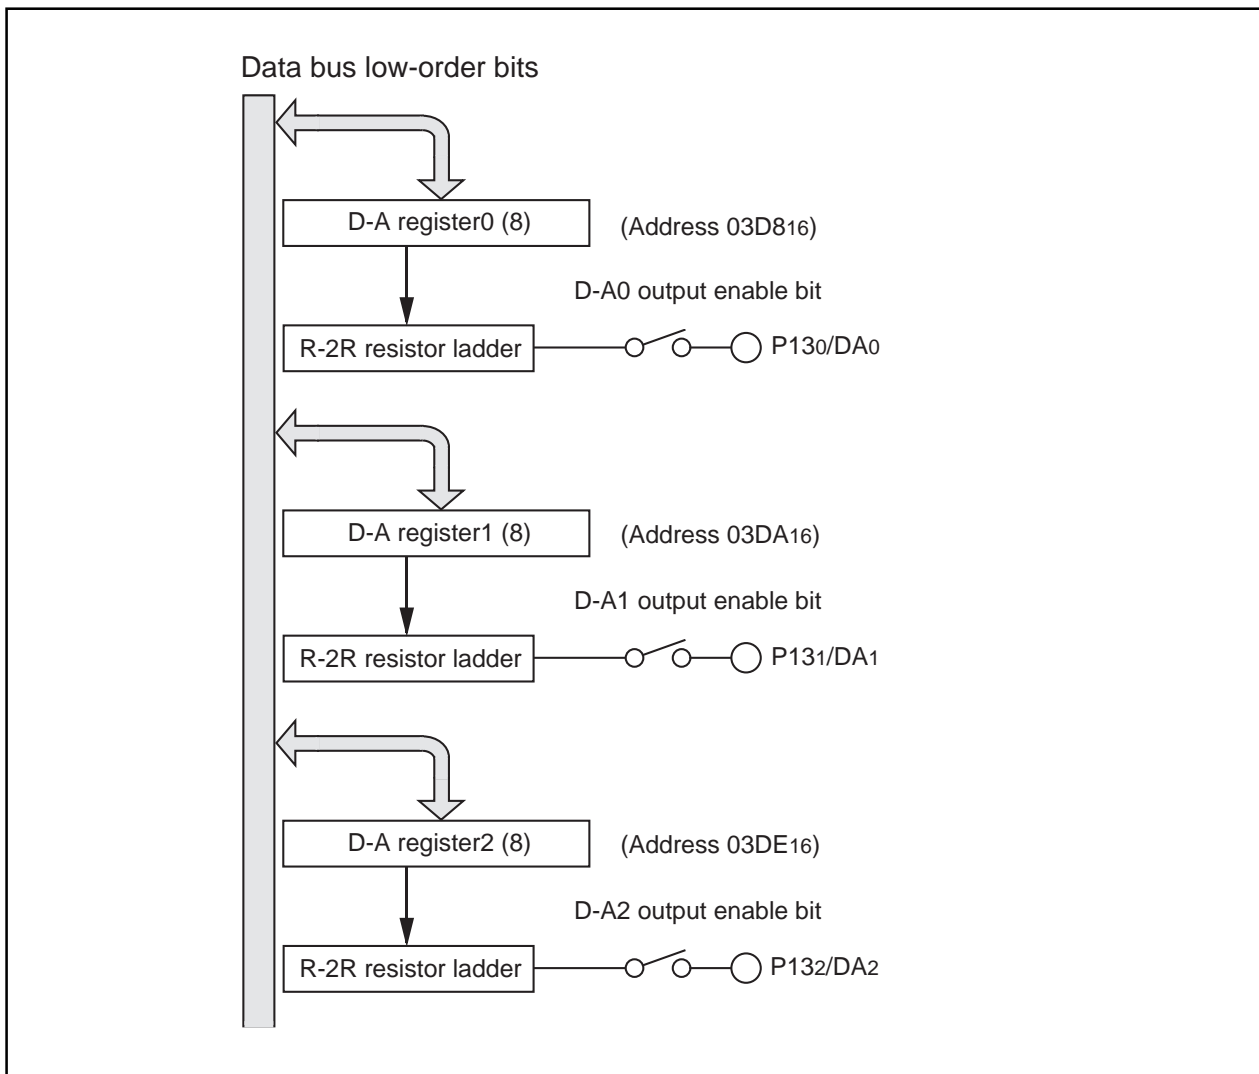 Data bus low-order bits
D-A register0 (8) (Address 03D816)
D-A0 output enable bit
R-2R resistor ladder P130/DA0
D-A register1 (8) (Address 03DA16)
D-A1 output enable bit
R-2R resistor ladder P131/DA1
D-A register2 (8) (Address 03DE16)
D-A2 output enable bit
R-2R resistor ladder P132/DA2